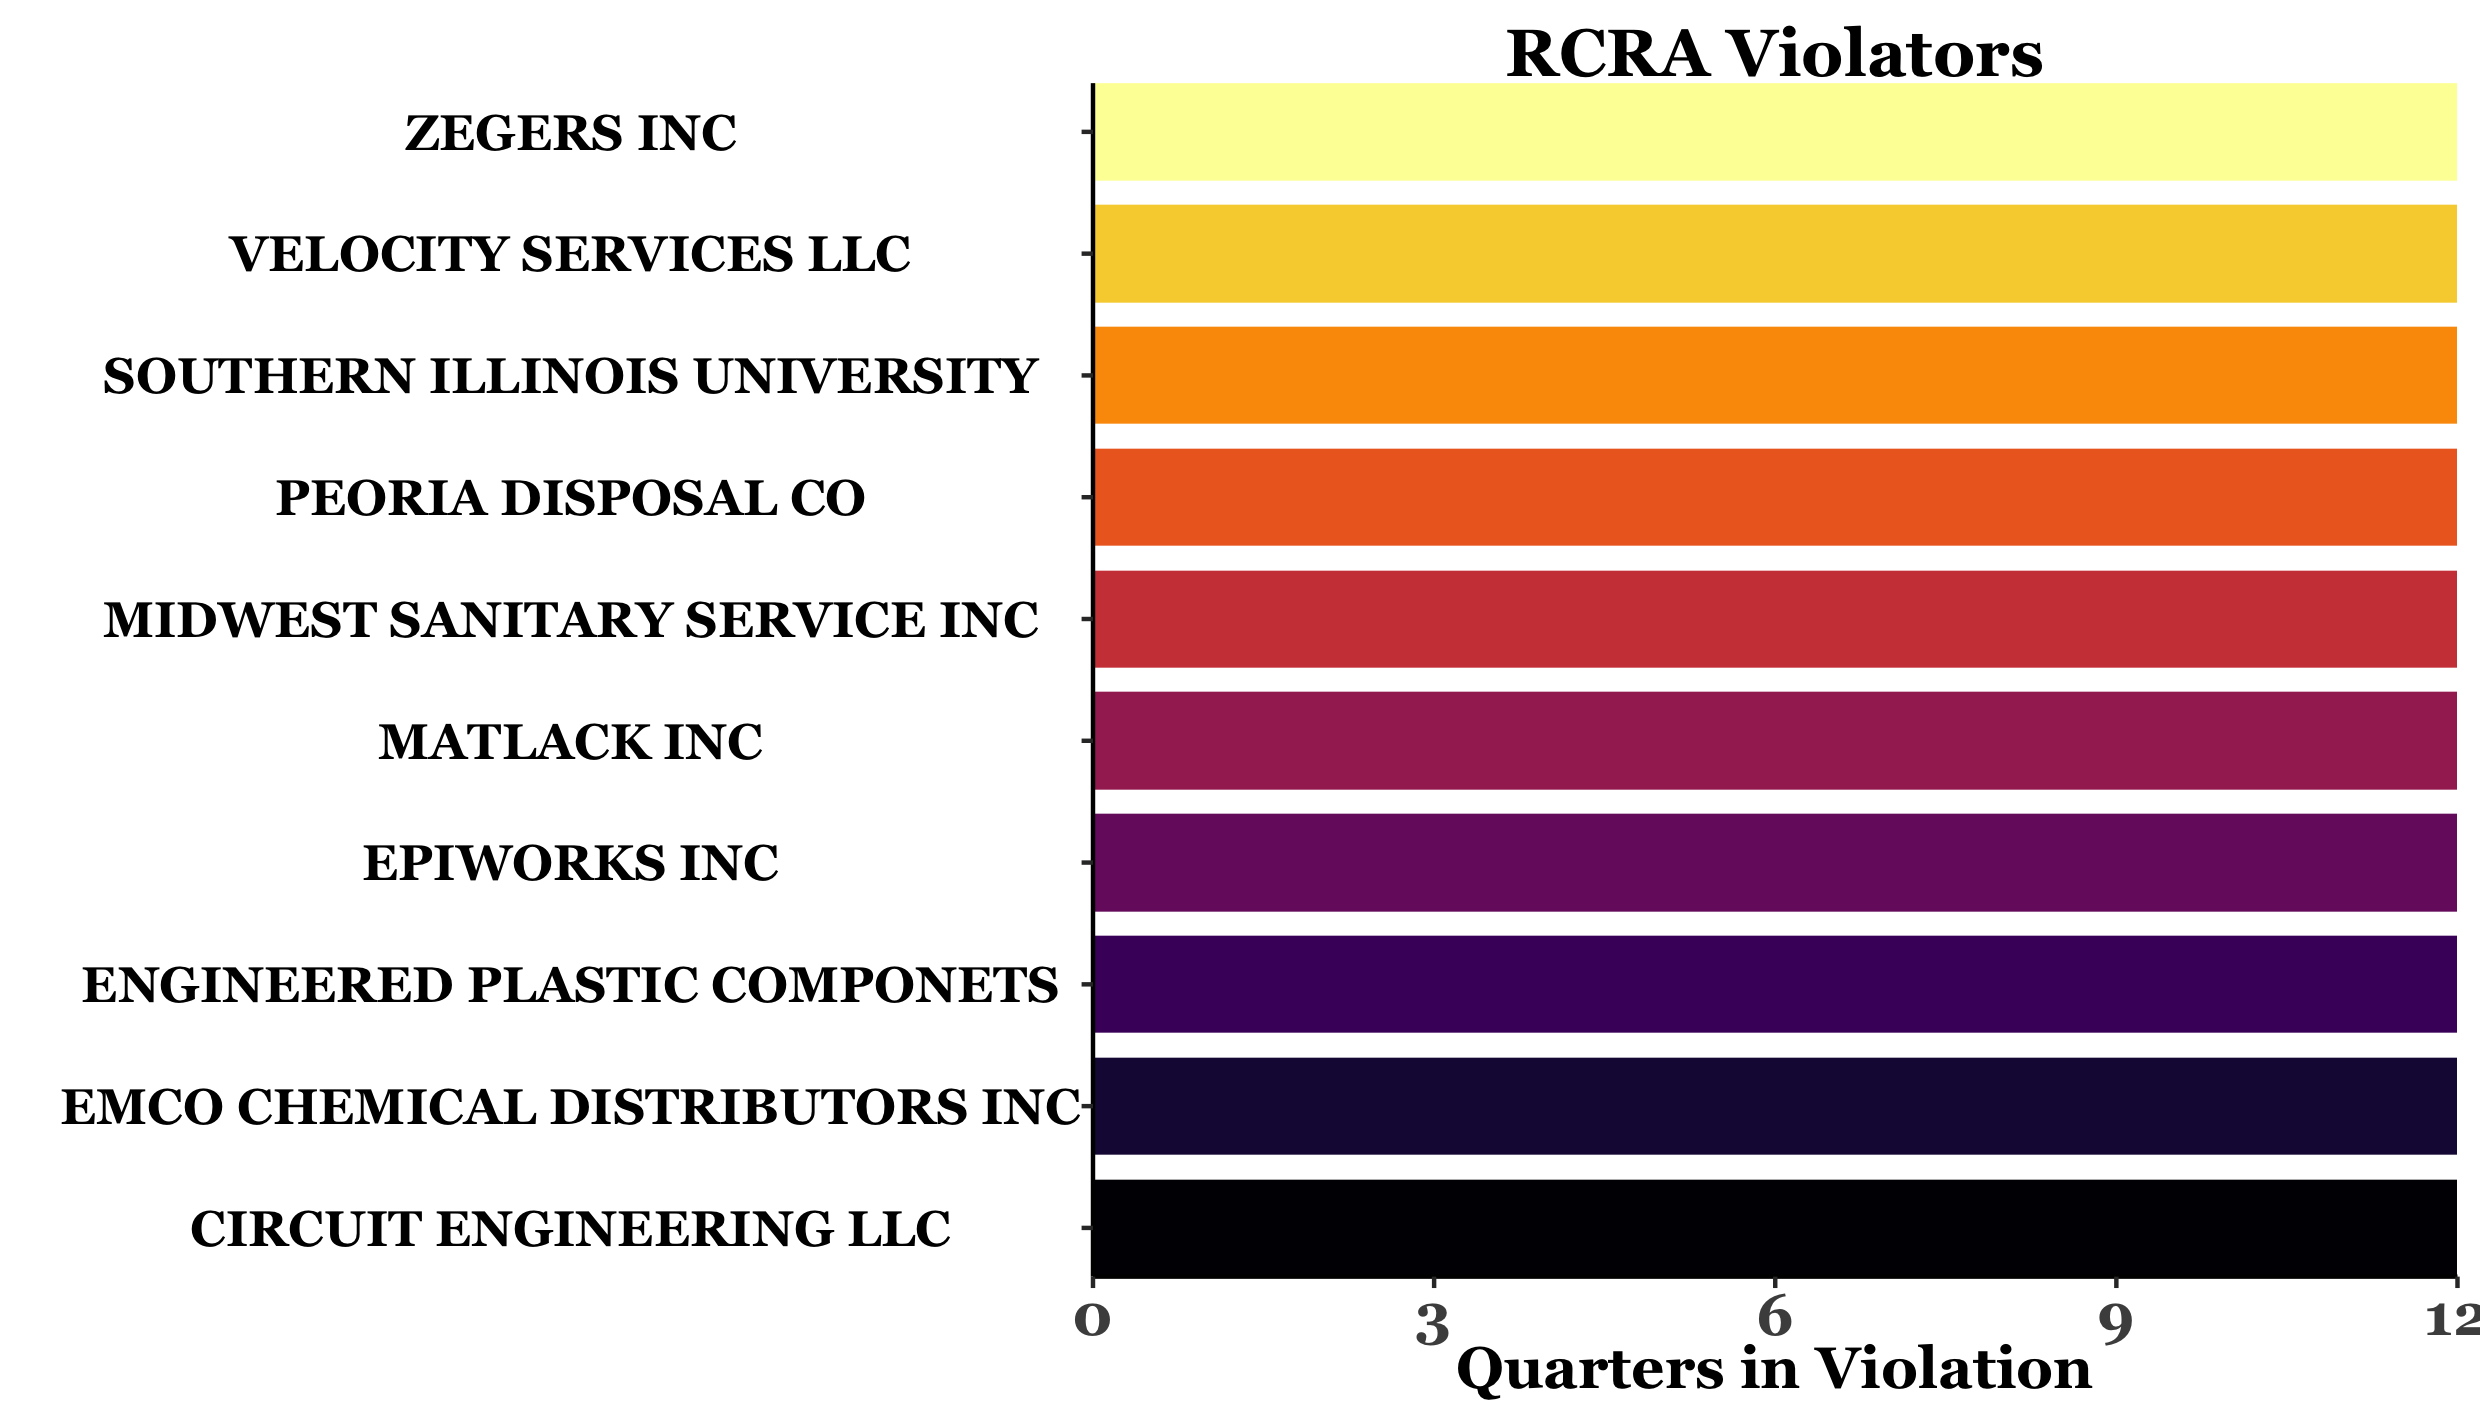 RCRA Violators
ZEGERS INC
VELOCITY SERVICES LLC
SOUTHERN ILLINOIS UNIVERSITY
PEORIA DISPOSAL CO
MIDWEST SANITARY SERVICE INC
MATLACK INC
EPIWORKS INC
ENGINEERED PLASTIC COMPONETS
EMCO CHEMICAL DISTRIBUTORS INC
CIRCUIT ENGINEERING LLC
0 3 6 9 12
Quarters in Violation